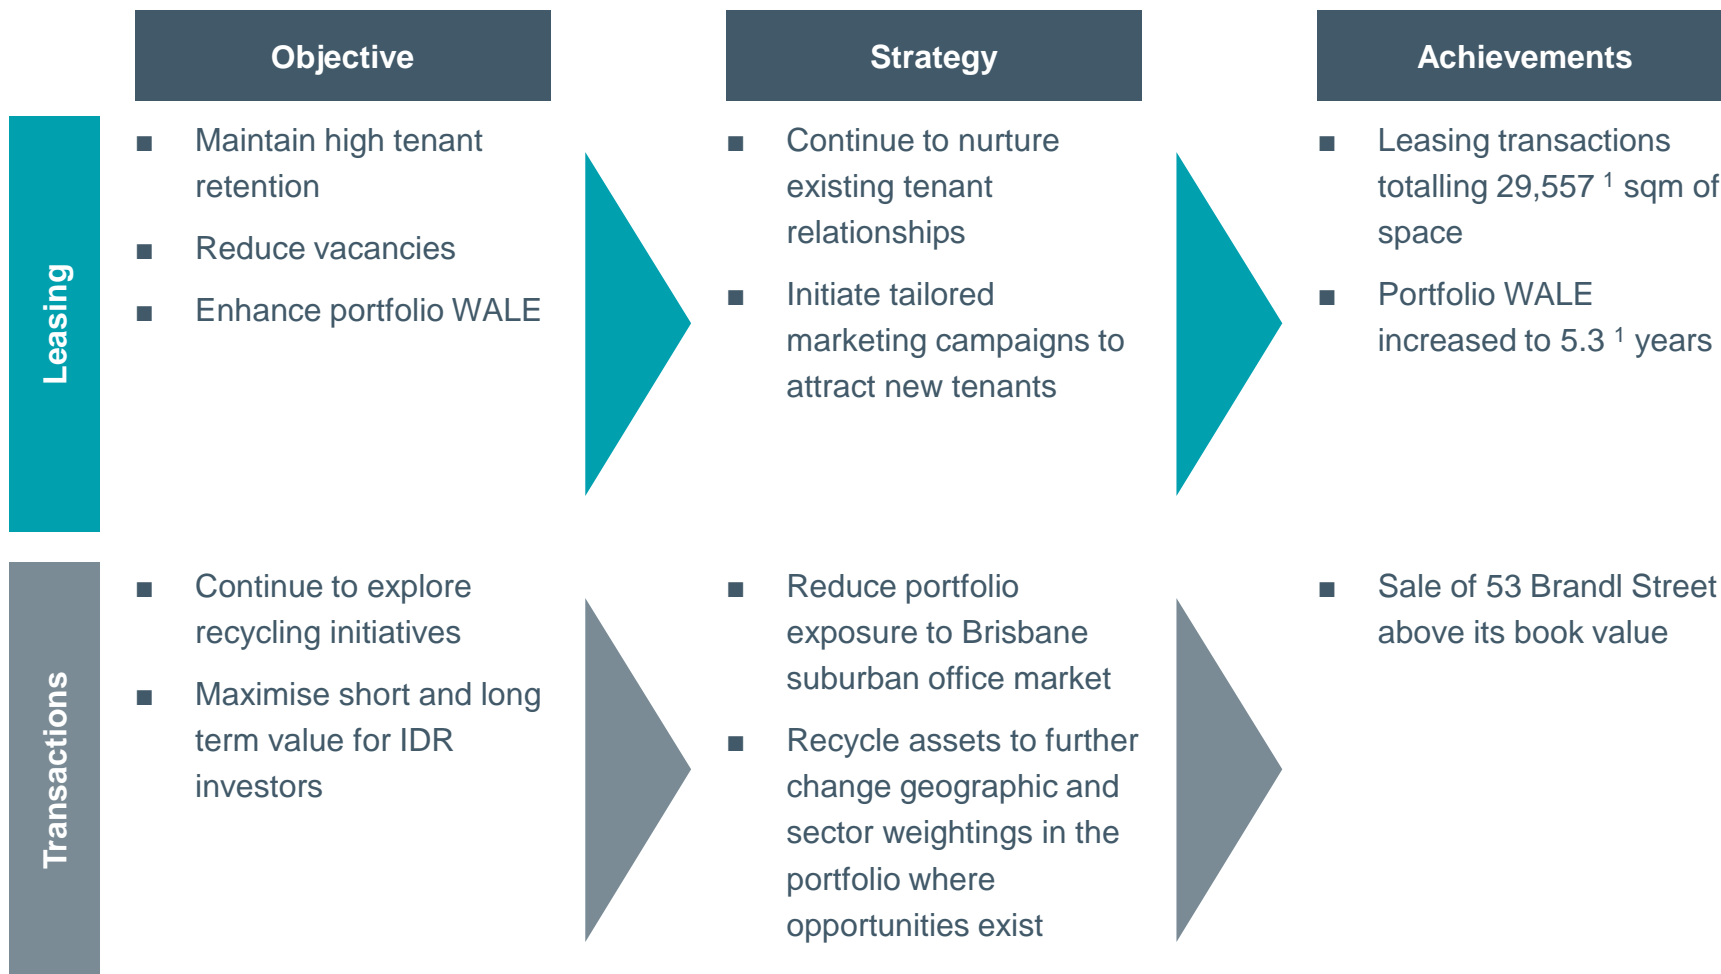 Objective
Strategy
Achievements
Leasing
■ Maintain high tenant
retention
■ Reduce vacancies
■ Enhance portfolio WALE
■ Continue to nurture
existing tenant
relationships
■ Initiate tailored
marketing campaigns to
attract new tenants
■ Leasing transactions
totalling 29,557 ¹ sqm of
space
■ Portfolio WALE
increased to 5.3 ¹ years
Transactions
■ Continue to explore
recycling initiatives
■ Maximise short and long
term value for IDR
investors
■ Reduce portfolio
exposure to Brisbane
suburban office market
■ Recycle assets to further
change geographic and
sector weightings in the
portfolio where
opportunities exist
■ Sale of 53 Brandl Street
above its book value